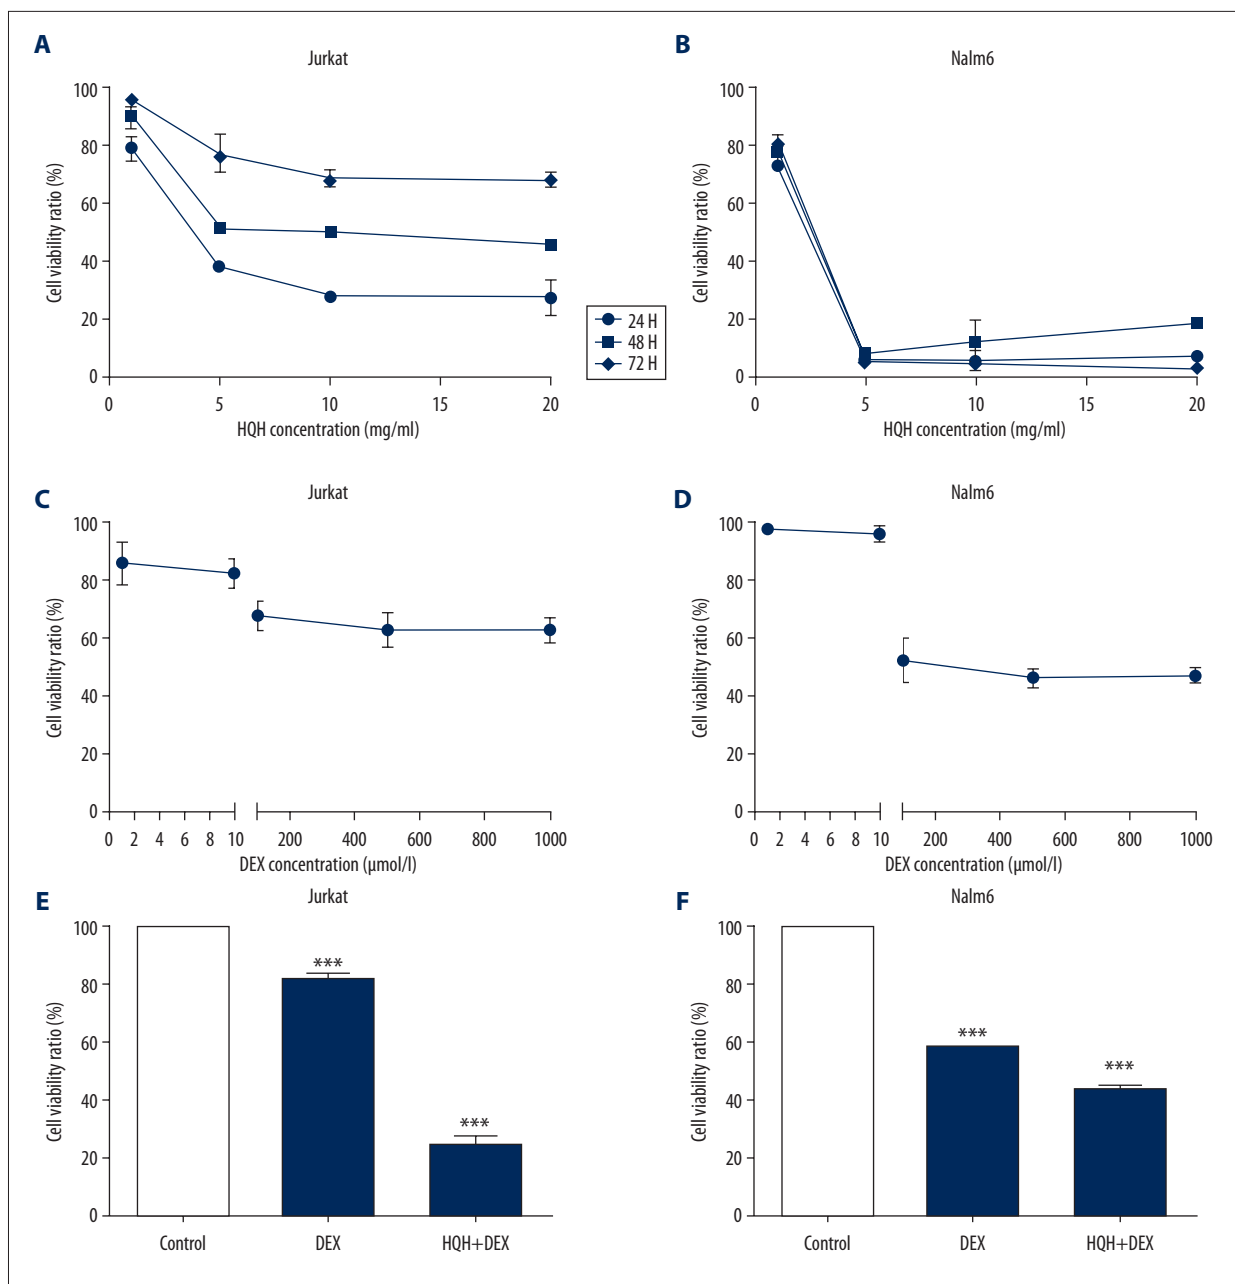 A
Jurkat
100
80
60
40
20
0
Cell viability ratio (%)
0 5 10 15 20
HQH concentration (mg/ml)
24 H
48 H
72 H
B
Nalm6
100
80
60
40
20
0
Cell viability ratio (%)
0 5 10 15 20
HQH concentration (mg/ml)
C
Jurkat
100
80
60
40
20
0
Cell viability ratio (%)
0 2 4 6 8 10 200 400 600 800 1000
DEX concentration (µmol/l)
D
Nalm6
100
80
60
40
20
0
Cell viability ratio (%)
0 2 4 6 8 10 200 400 600 800 1000
DEX concentration (µmol/l)
E
Jurkat
100
80
60
40
20
0
Cell viability ratio (%)
***
***
Control DEX HQH+DEX
F
Nalm6
100
80
60
40
20
0
Cell viability ratio (%)
***
***
Control DEX HQH+DEX